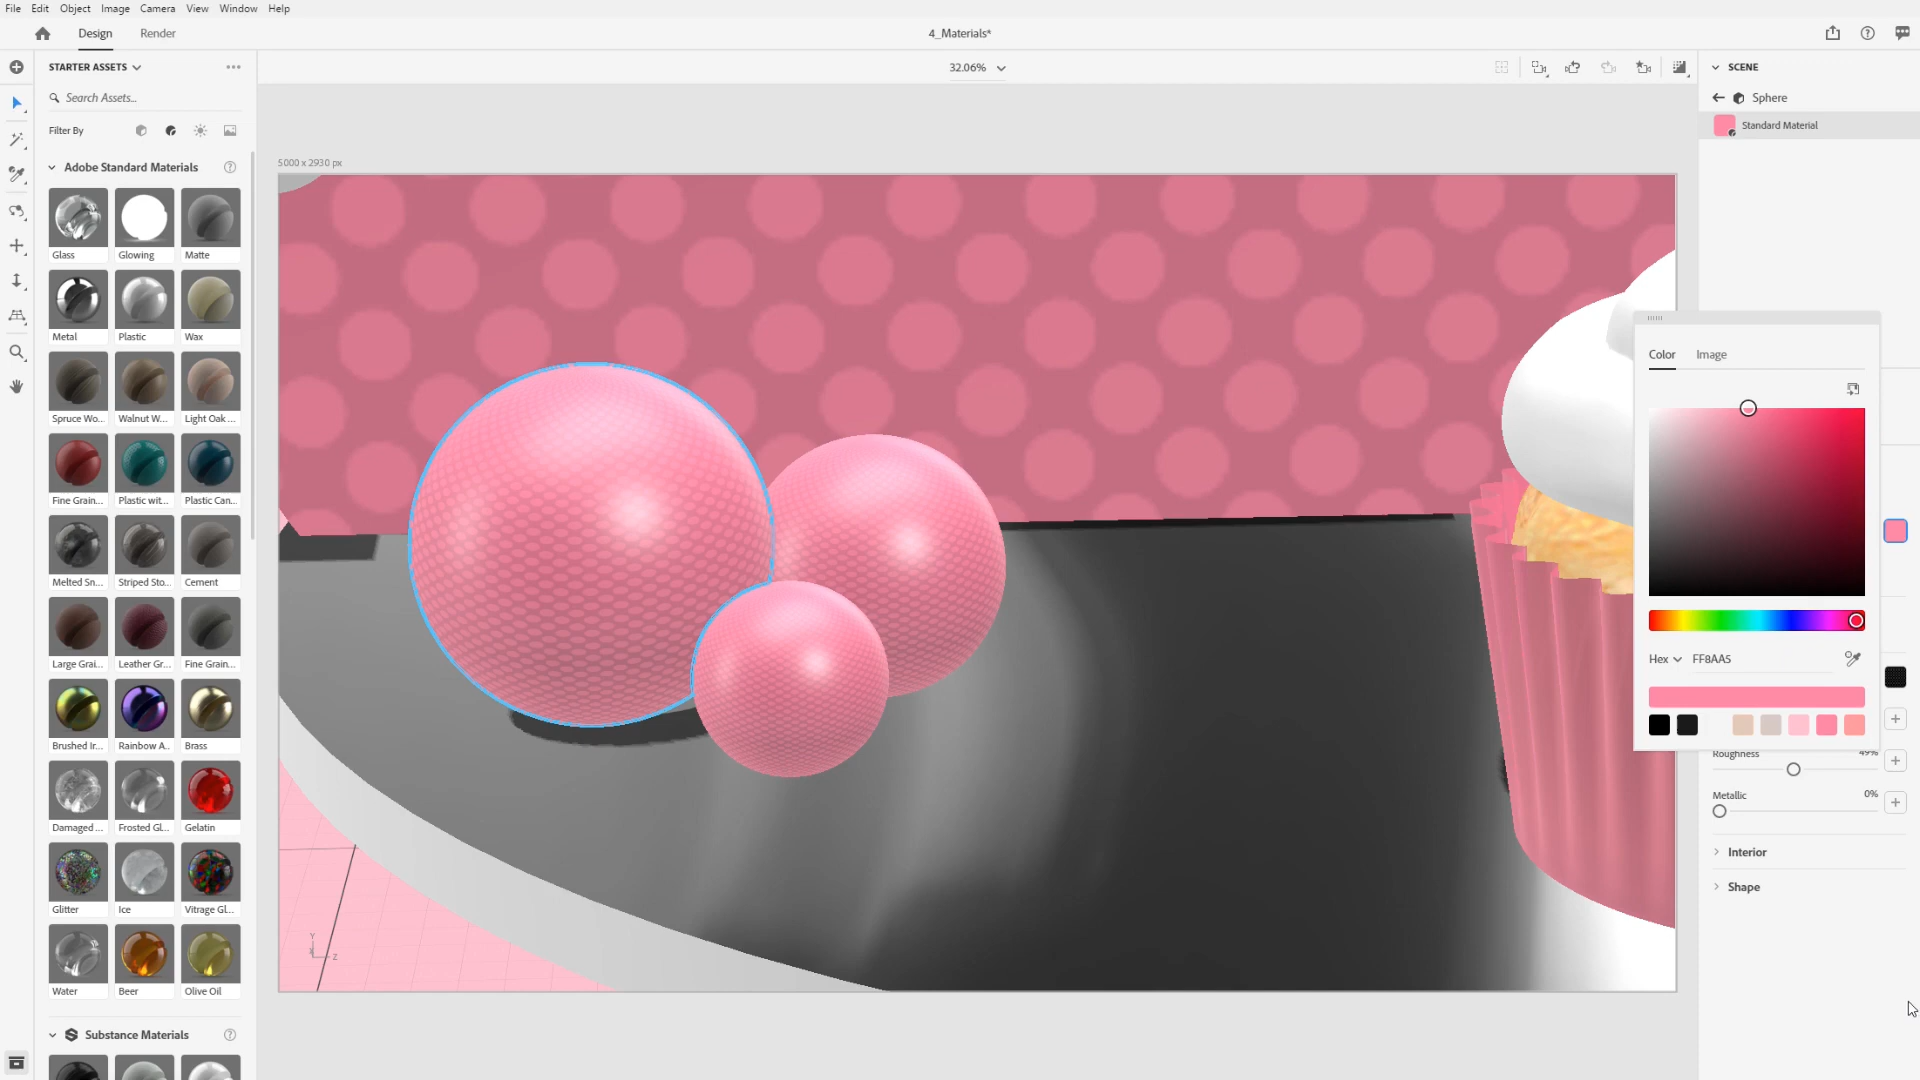 File Edit Object Image Camera View Window Help
Design Render 4_Materials*
STARTER ASSETS 32.06% SCENE
Search Assets... Sphere
Filter By Standard Material
5000 x 2930 px
Adobe Standard Materials
Glass Glowing Matte
Metal Plastic Wax
Color Image
Spruce Wo... Walnut W... Light Oak ...
Fine Grain... Plastic wit... Plastic Can...
Melted Sn... Striped Sto... Cement
Large Grai... Leather Gr... Fine Grain...
Hex FF8AA5
Brushed Ir... Rainbow A.. Brass
Roughness 49%
Metallic 0%
Damaged ... Frosted Gl... Gelatin
Interior
Shape
Glitter Ice Vitrage Gl...
Y
Z
Water Beer Olive Oil
Substance Materials